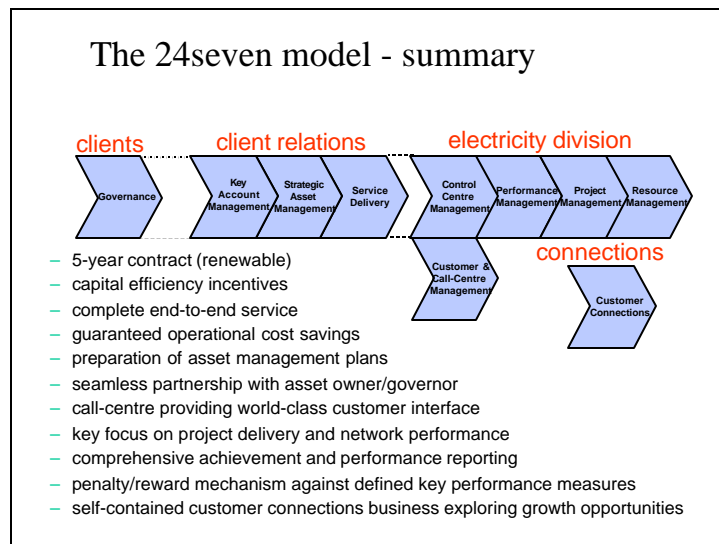 The 24seven model - summary
clients
client relations
electricity division
Governance
Key
Account
Management
Strategic
Asset
Management
Service
Delivery
Control
Centre
Management
Performance
Management
Project
Management
Resource
Management
Customer &
Call-Centre
Management
connections
Customer
Connections
– 5-year contract (renewable)
– capital efficiency incentives
– complete end-to-end service
– guaranteed operational cost savings
– preparation of asset management plans
– seamless partnership with asset owner/governor
– call-centre providing world-class customer interface
– key focus on project delivery and network performance
– comprehensive achievement and performance reporting
– penalty/reward mechanism against defined key performance measures
– self-contained customer connections business exploring growth opportunities